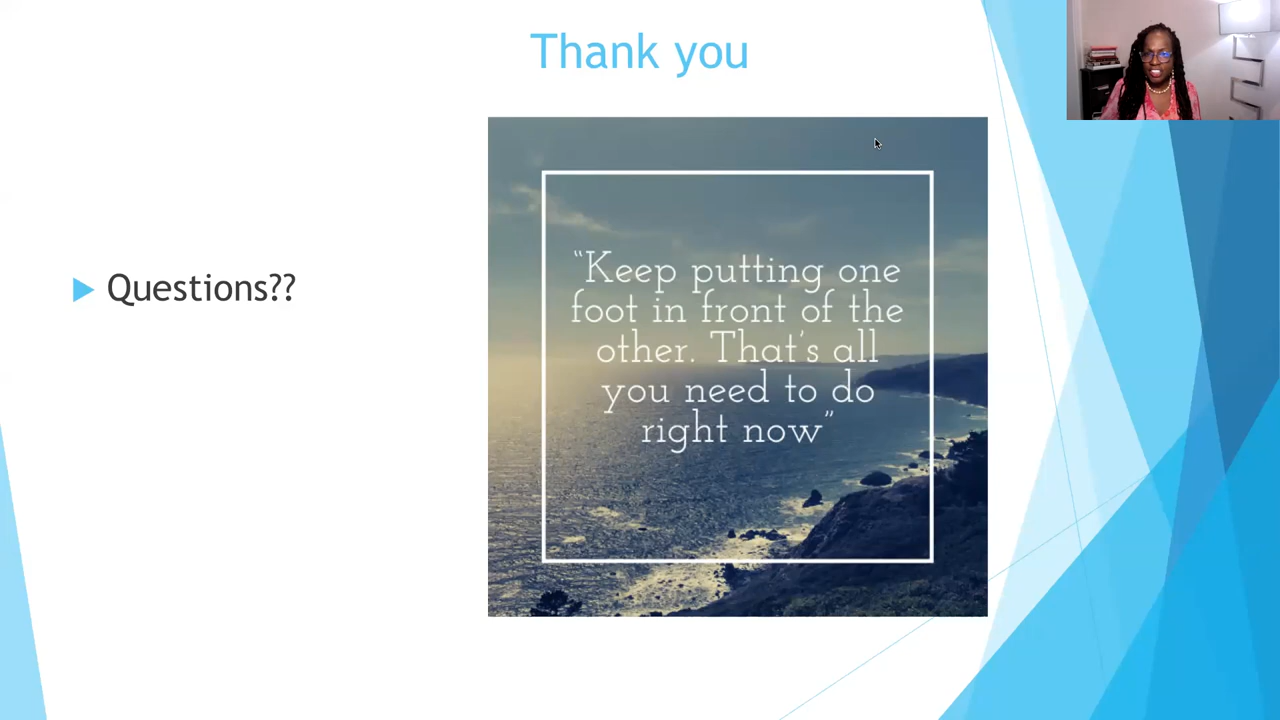 Thank you
Questions??
“Keep putting one
foot in front of the
other. That’s all
you need to do
right now”